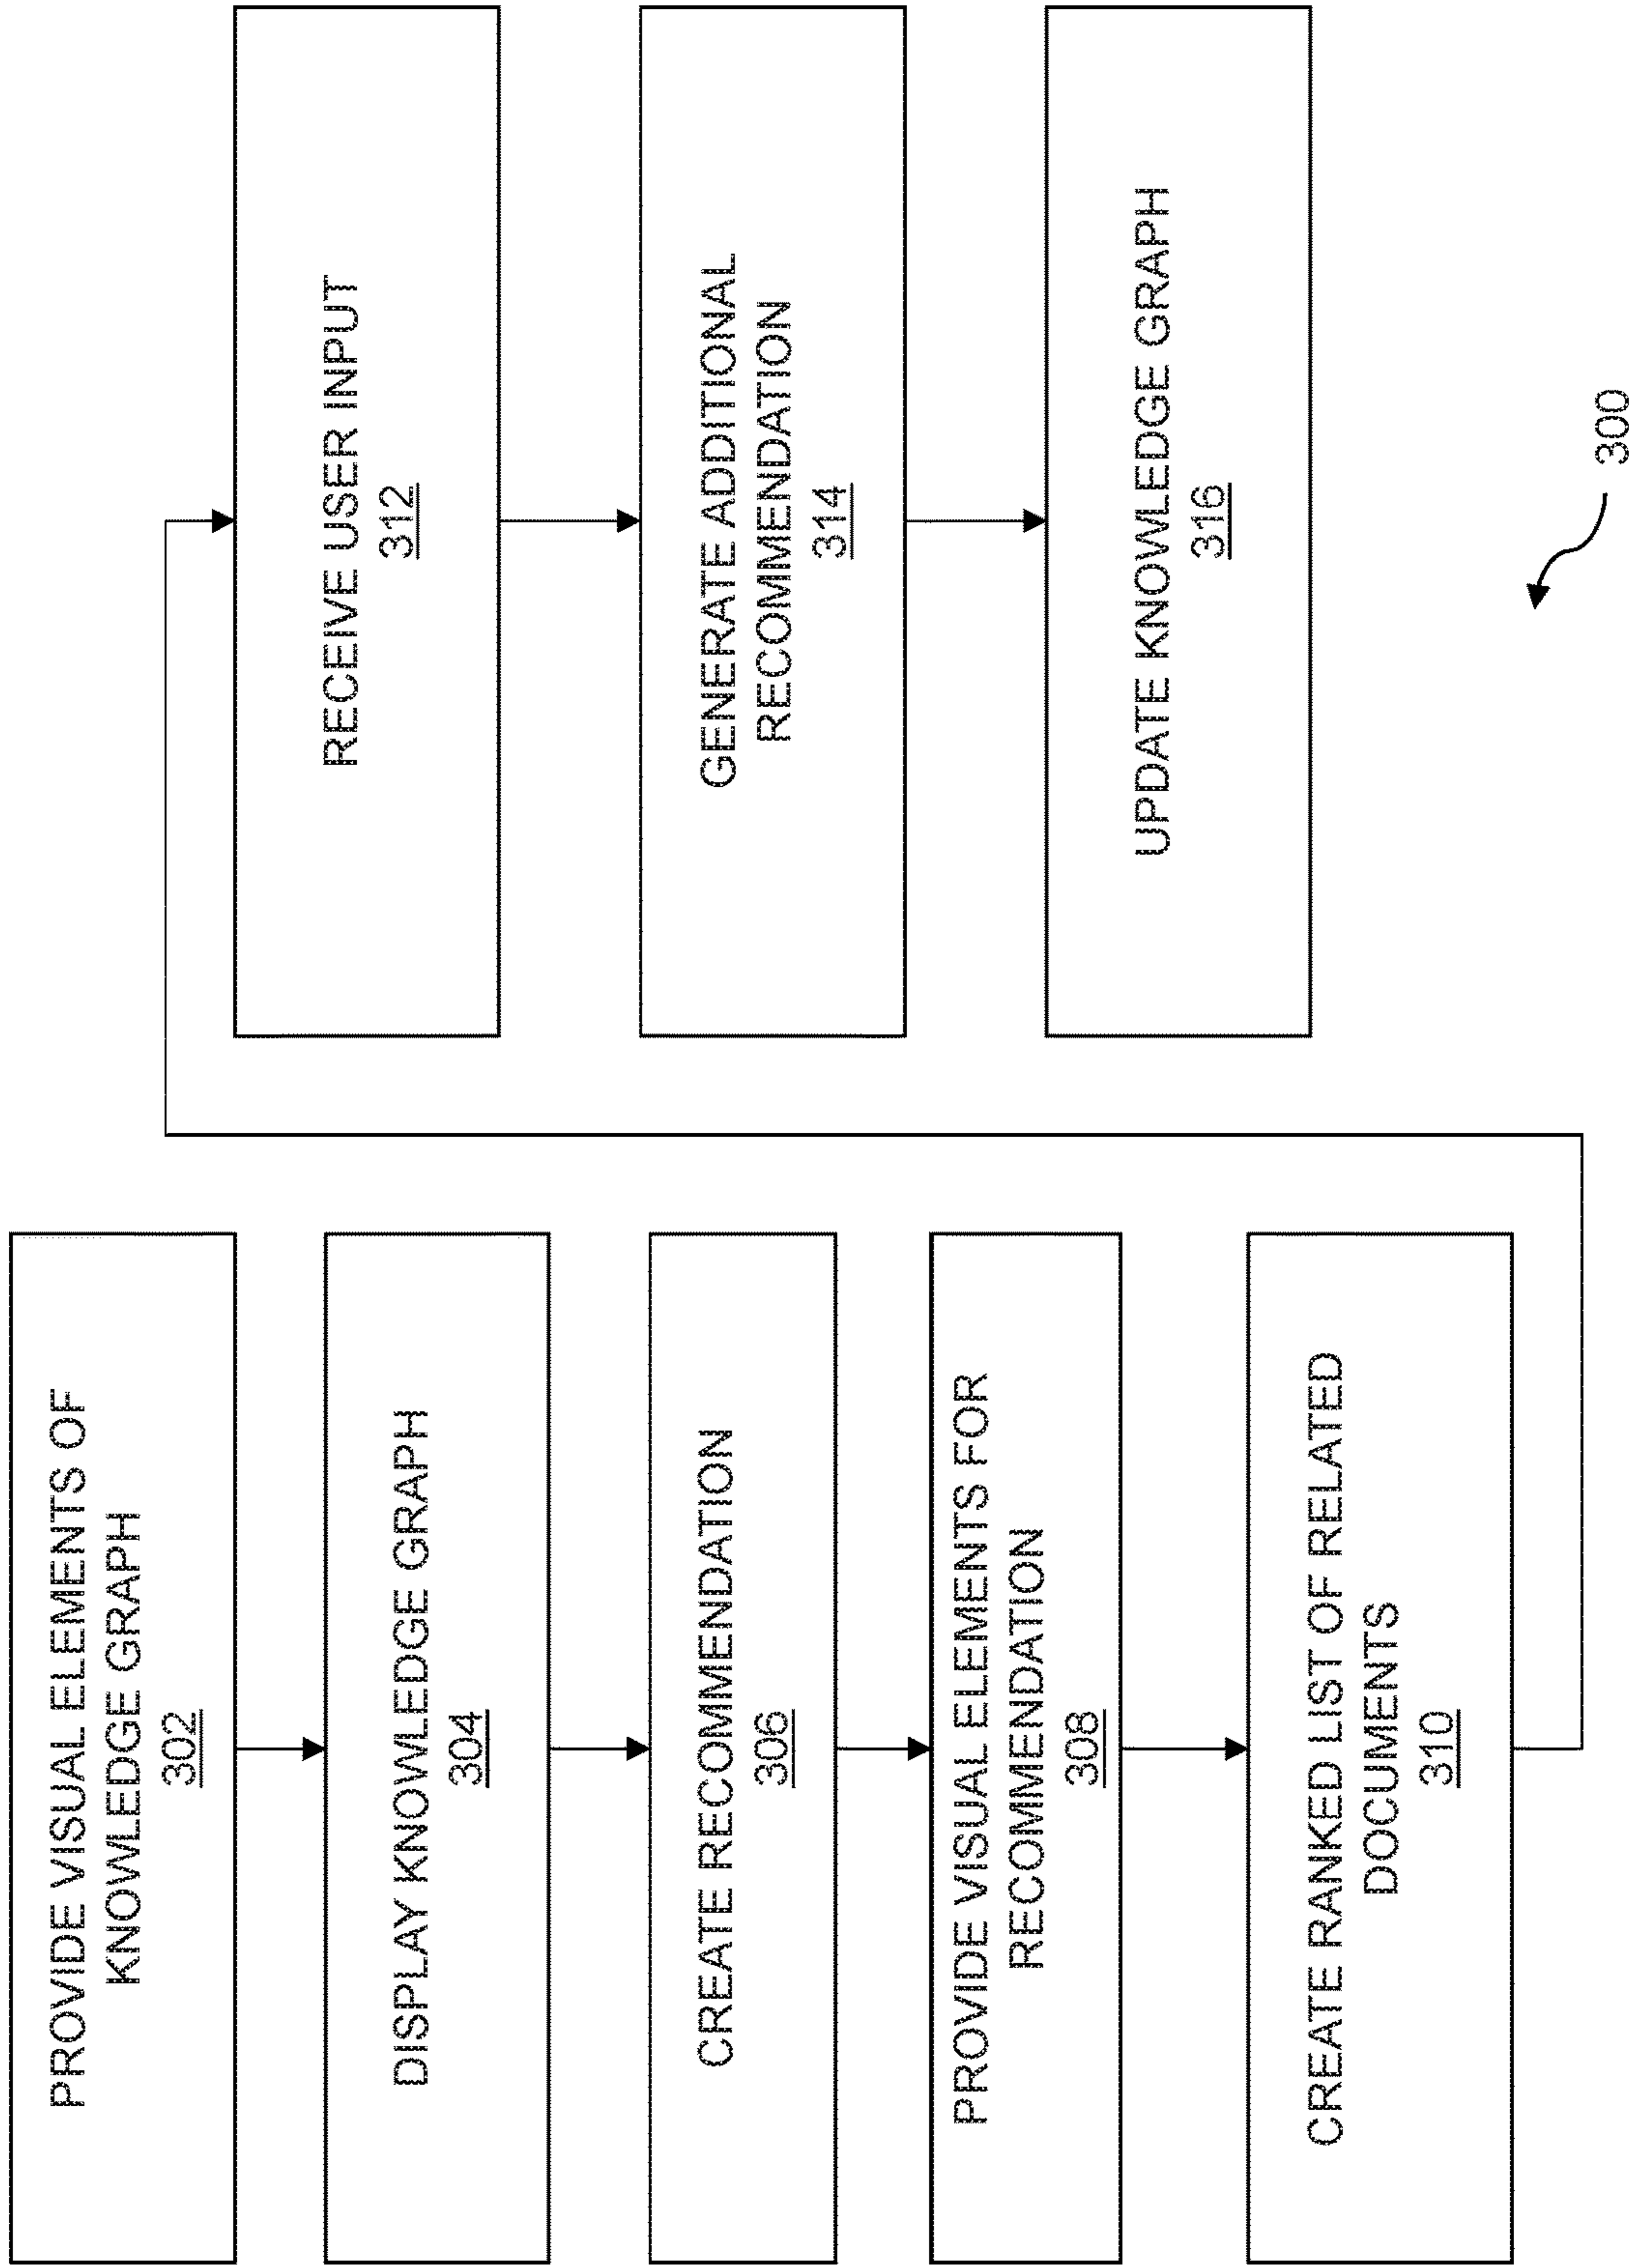 PROVIDE VISUAL ELEMENTS OF
KNOWLEDGE GRAPH
302
DISPLAY KNOWLEDGE GRAPH
304
CREATE RECOMMENDATION
306
PROVIDE VISUAL ELEMENTS FOR
RECOMMENDATION
308
CREATE RANKED LIST OF RELATED
DOCUMENTS
310
RECEIVE USER INPUT
312
GENERATE ADDITIONAL
RECOMMENDATION
314
UPDATE KNOWLEDGE GRAPH
316
300